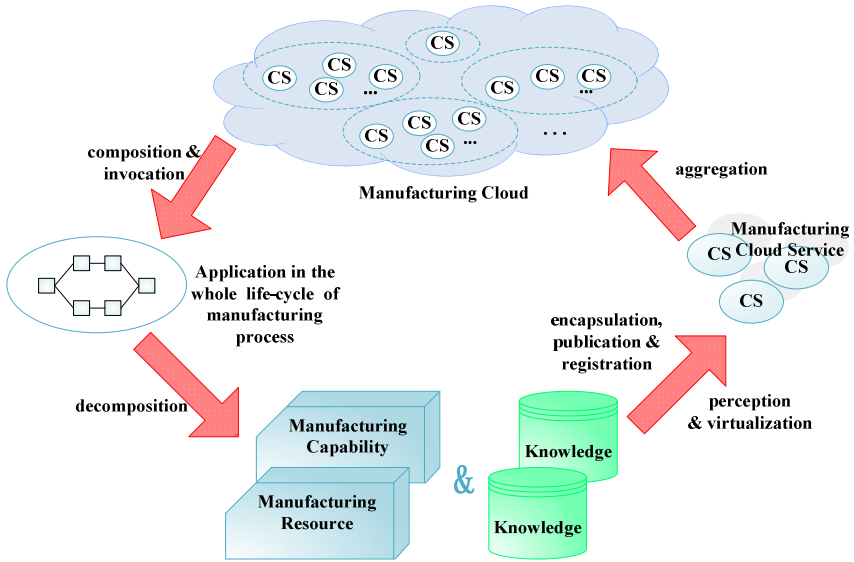 CS
CS CS CS CS ...
CS CS CS ...
CS CS CS CS ...
. . .
Manufacturing Cloud
composition &
invocation
aggregation
Manufacturing
Cloud Service
CS
CS
CS
Application in the
whole life-cycle of
manufacturing
process
encapsulation,
publication &
registration
perception
& virtualization
decomposition
Manufacturing
Capability
Manufacturing
Resource
&
Knowledge
Knowledge